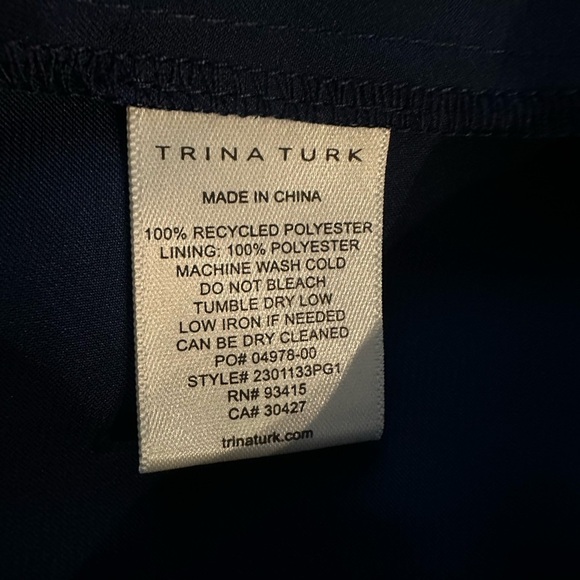 TRINA TURK
MADE IN CHINA
100% RECYCLED POLYESTER
LINING: 100% POLYESTER
MACHINE WASH COLD
DO NOT BLEACH
TUMBLE DRY LOW
LOW IRON IF NEEDED
CAN BE DRY CLEANED
PO# 04978-00
STYLE# 2301133PG1
RN# 93415
CA# 30427
trinaturk.com